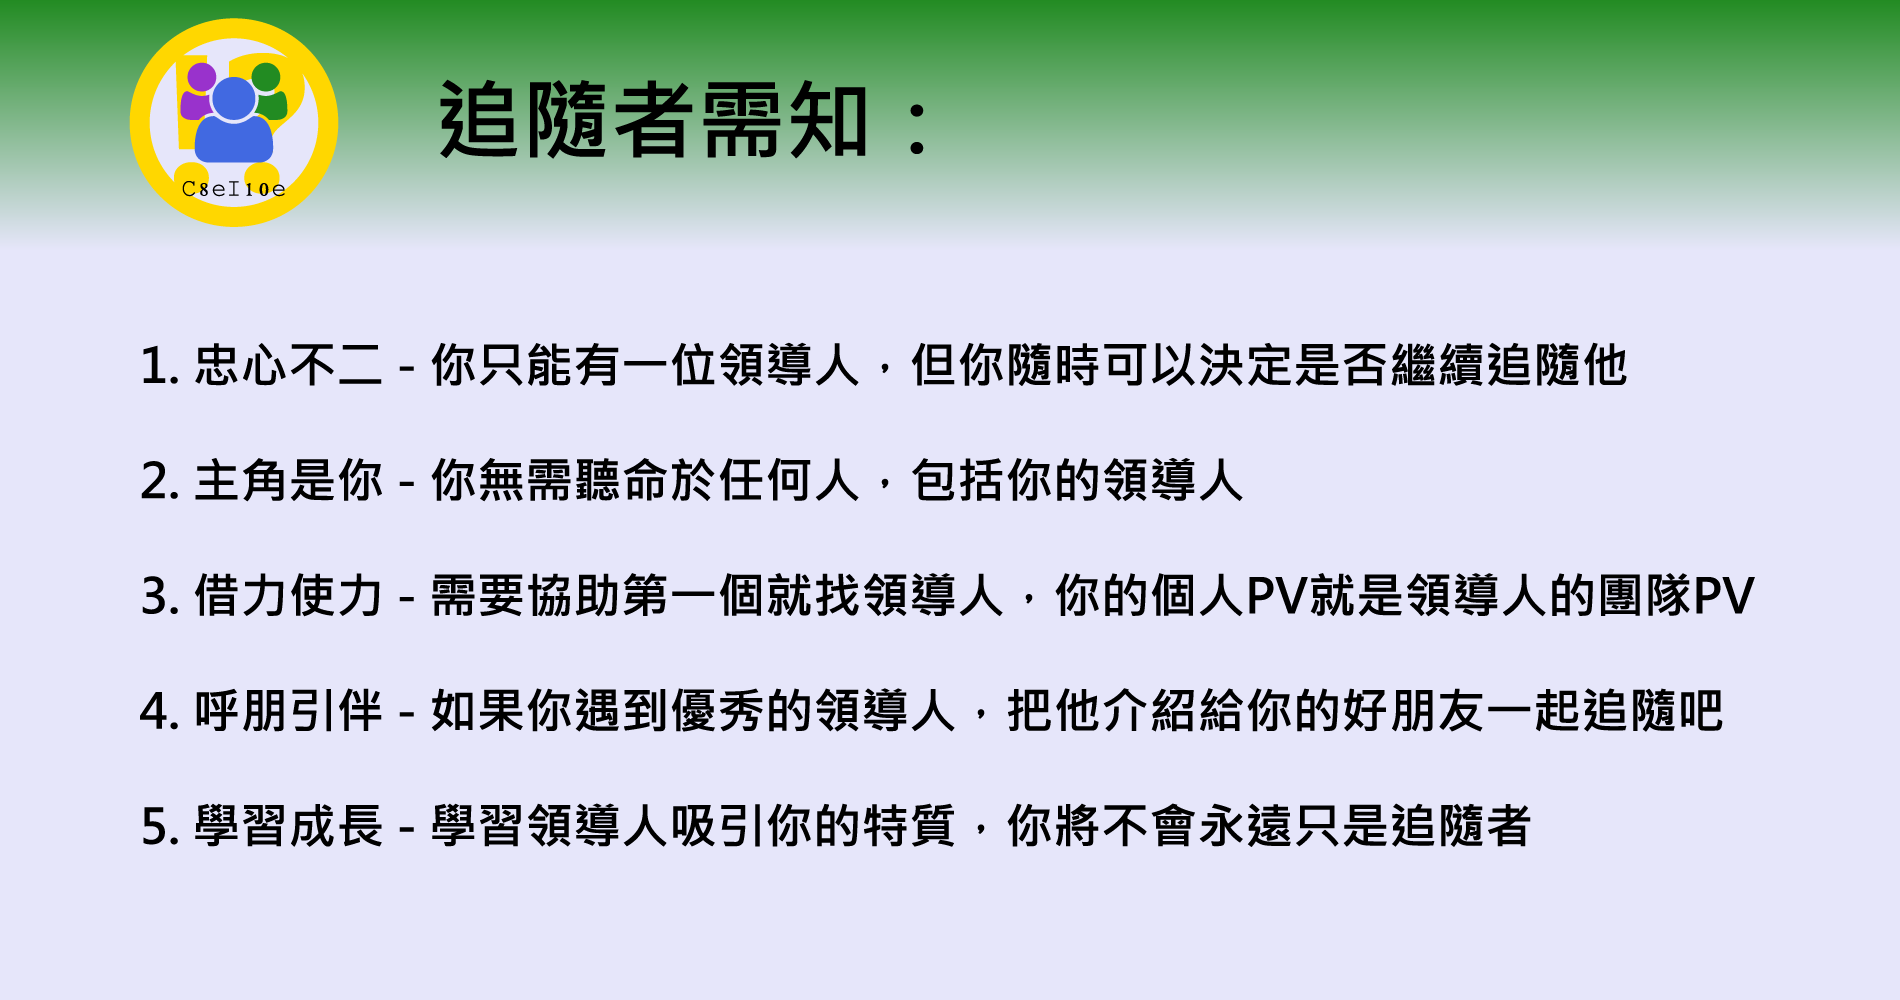 C8eI10e
追隨者需知：
1. 忠心不二 - 你只能有一位領導人，但你隨時可以決定是否繼續追隨他
2. 主角是你 - 你無需聽命於任何人，包括你的領導人
3. 借力使力 - 需要協助第一個就找領導人，你的個人PV就是領導人的團隊PV
4. 呼朋引伴 - 如果你遇到優秀的領導人，把他介紹給你的好朋友一起追隨吧
5. 學習成長 - 學習領導人吸引你的特質，你將不會永遠只是追隨者